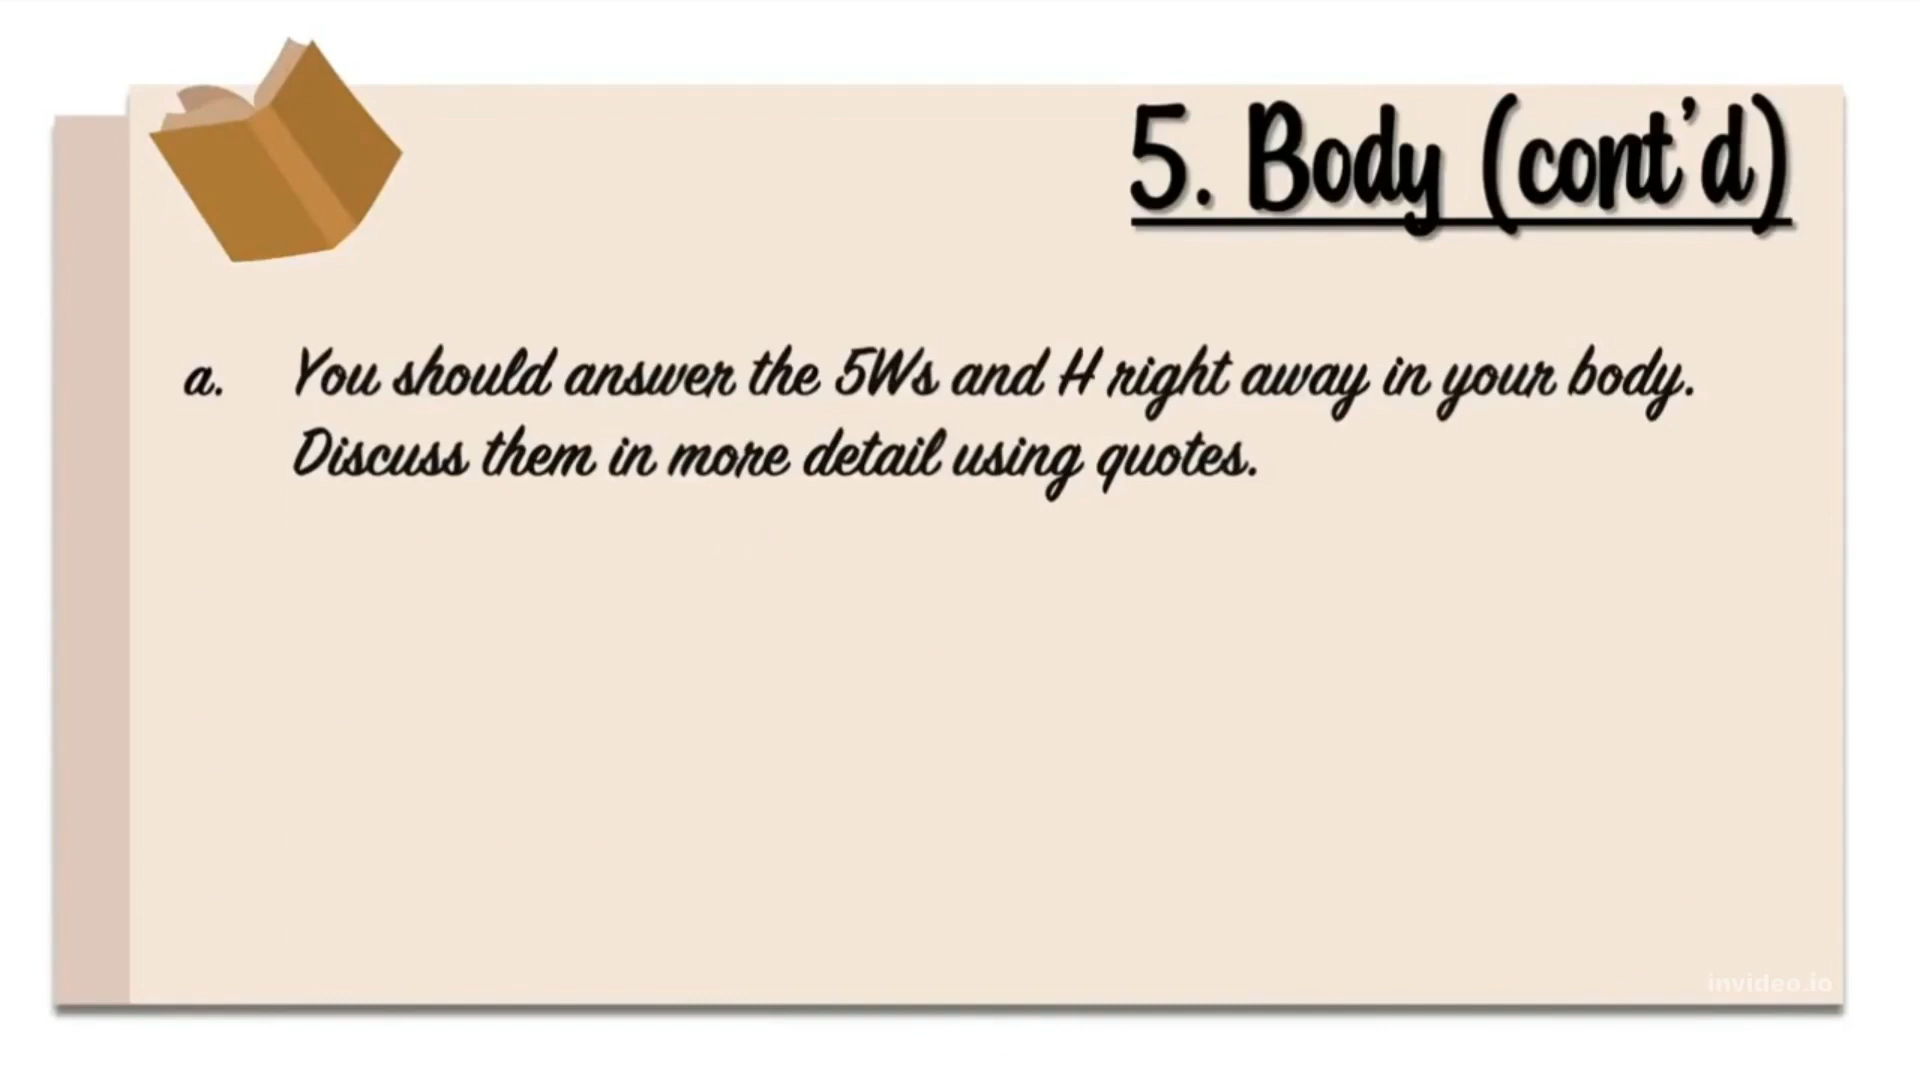 5. Body (cont'd)
a. You should answer the 5Ws and H right away in your body.
Discuss them in more detail using quotes.
invideo.io